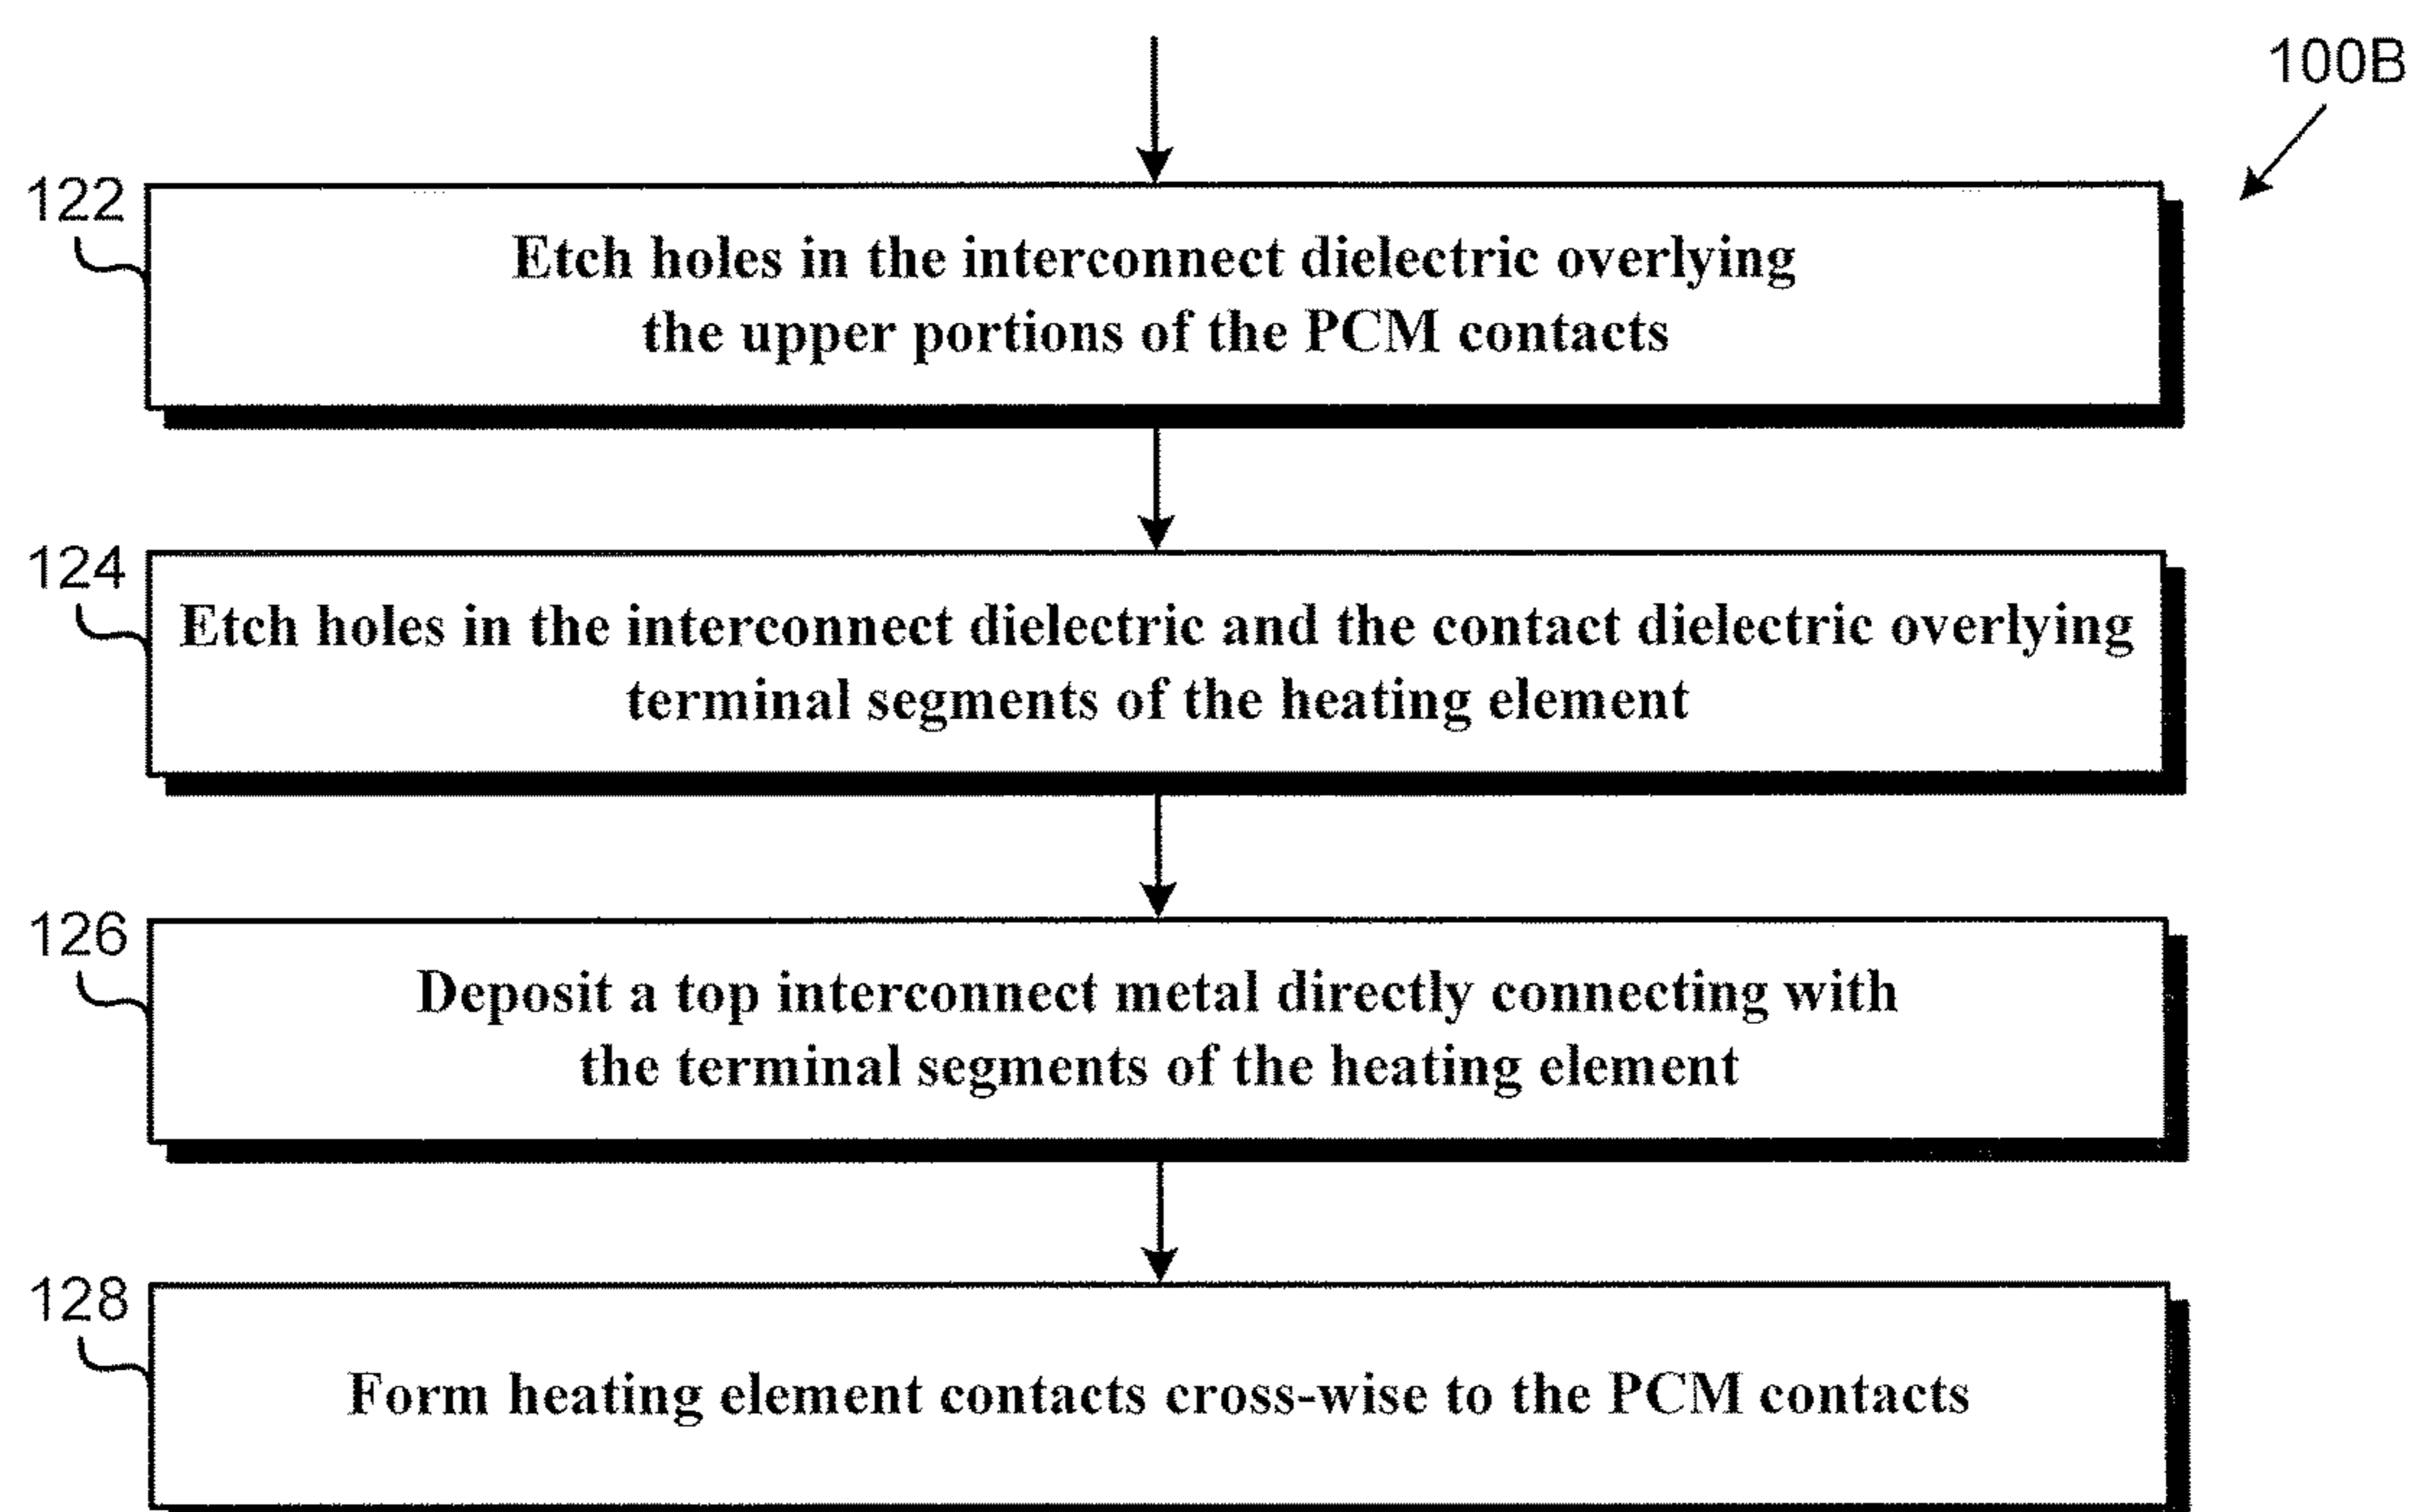 100B
122
Etch holes in the interconnect dielectric overlying
the upper portions of the PCM contacts
124
Etch holes in the interconnect dielectric and the contact dielectric overlying
terminal segments of the heating element
126
Deposit a top interconnect metal directly connecting with
the terminal segments of the heating element
128
Form heating element contacts cross-wise to the PCM contacts